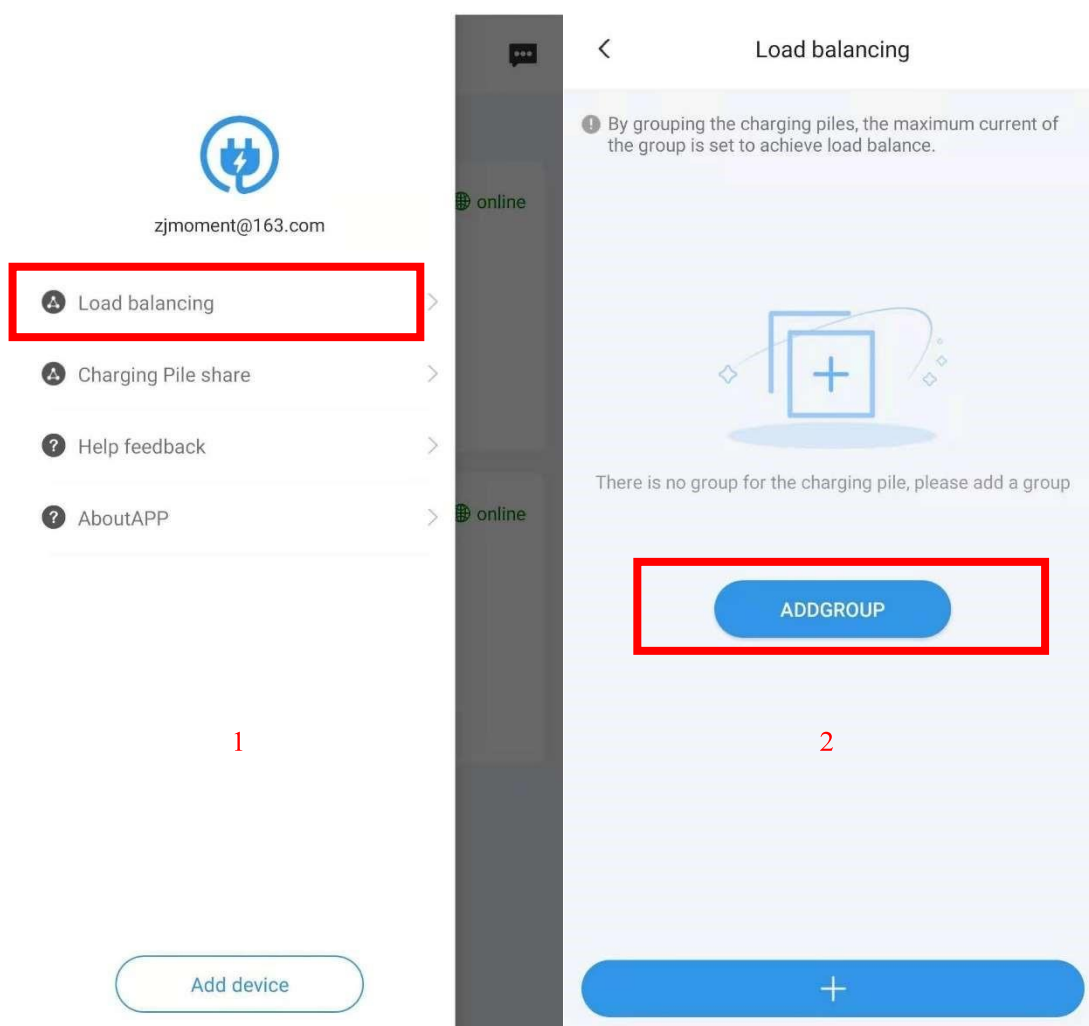 zjmoment@163.com
Load balancing
Charging Pile share
Help feedback
AboutAPP
1
Add device
online
online
Load balancing
By grouping the charging piles, the maximum current of
the group is set to achieve load balance.
There is no group for the charging pile, please add a group
ADDGROUP
2